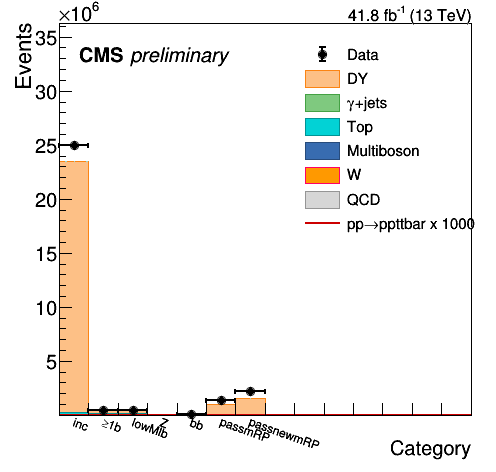 ×10⁶
41.8 fb⁻¹ (13 TeV)
Events
CMS preliminary
35
30
25
20
15
10
5
Data
DY
γ+jets
Top
Multiboson
W
QCD
pp→ppttbar x 1000
inc
≥1b
lowMlb
Z
bb
passmRP
passnewmRP
Category